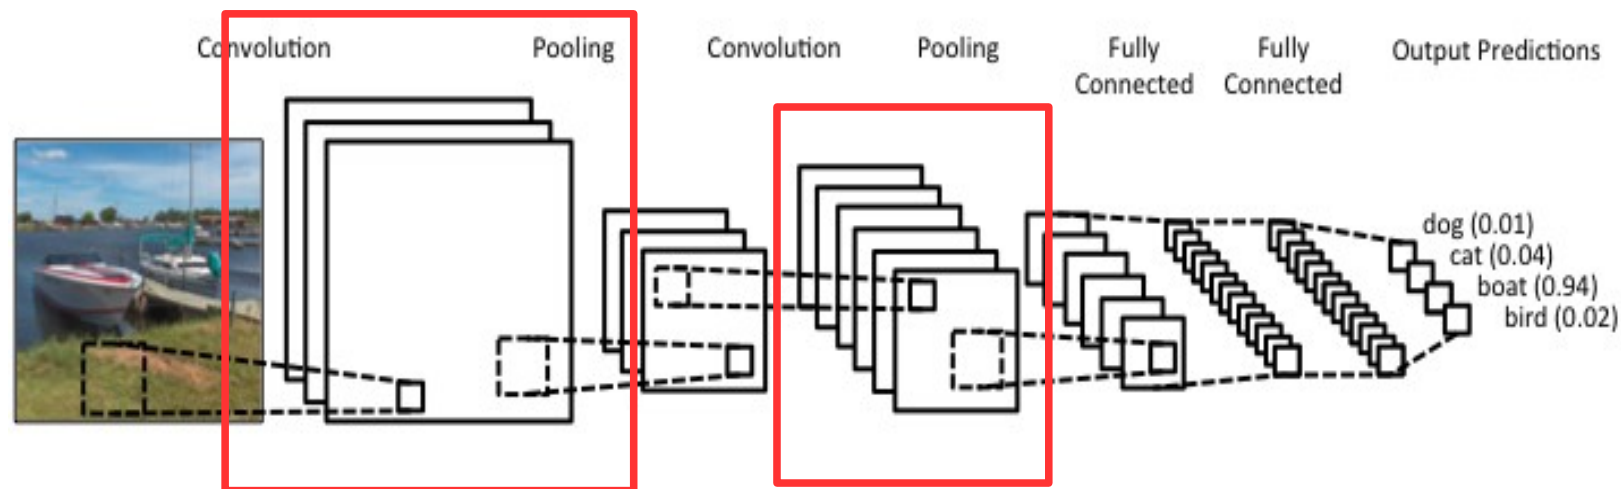 Convolution
Pooling
Convolution
Pooling
Fully
Connected
Fully
Connected
Output Predictions
dog (0.01)
cat (0.04)
boat (0.94)
bird (0.02)